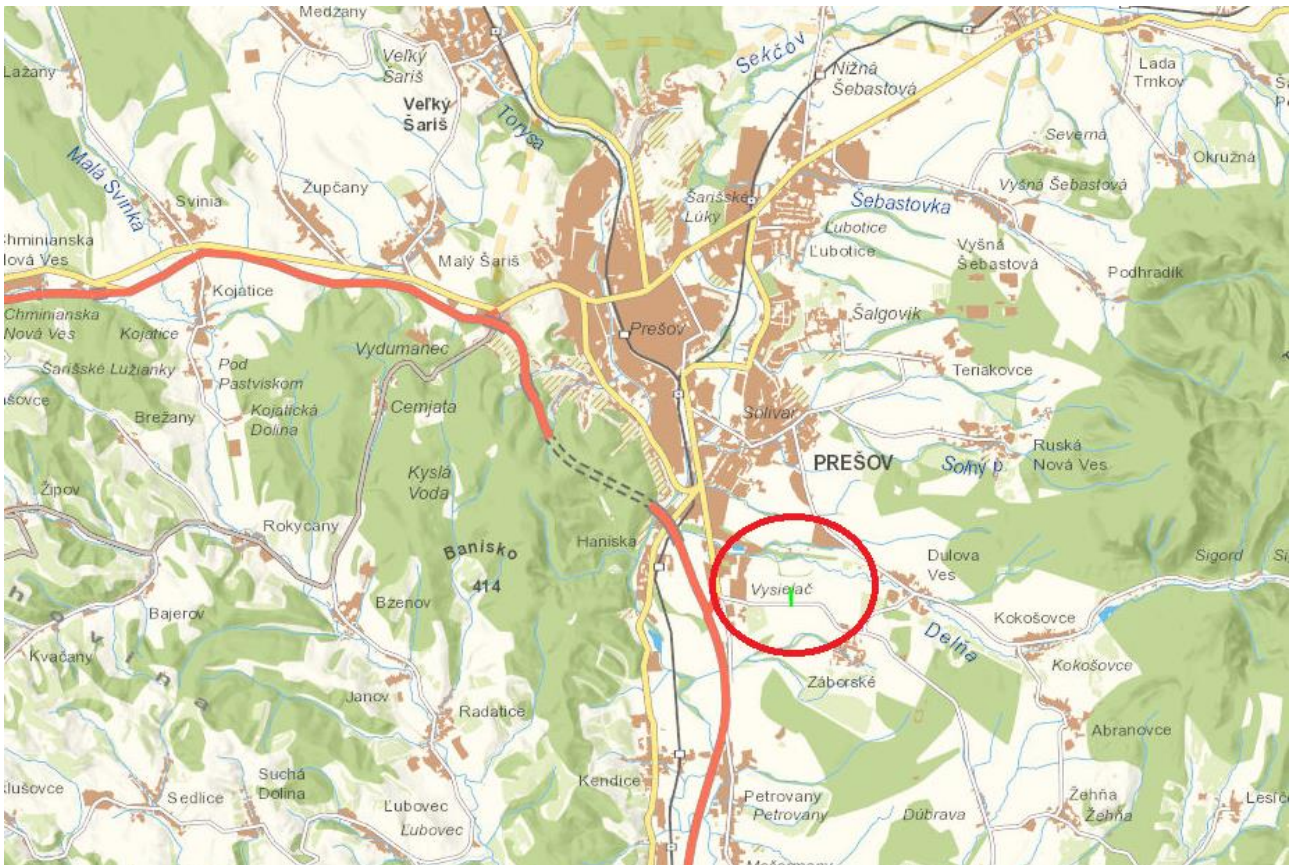 Medzany
Lažany
Veľký
Šariš
Veľký
Šariš
Torysa
Sekčov
Nižná
Šebastová
Lada
Trnkov
Severná
Okružná
Malá Svinka
Svinia
Župčany
Šarišské
Lúky
Šebastovka
Vyšná Šebastová
Ľubotice
Ľubotice
Vyšná
Šebastová
Podhradík
Chminianska
Nová Ves
Malý Šariš
Kojatice
Chminianska
Nová Ves
Kojatice
Vydumanec
Prešov
Šalgovík
Šarišské Lužianky
Pod
Pastviskom
Teriakovce
Brežany
Kojatická
Dolina
Cemjata
Solivar
Ruská
Nová Ves
PREŠOV
Soľný p.
Kyslá
Voda
Žipov
Rokycany
Haniska
Banisko
414
Dulova
Ves
Sigord
Vysielač
Bajerov
Bzenov
Kokošovce
Delňa
Kokošovce
Kvačany
Záborské
Janov
Radatice
Abranovce
Kendice
Suchá
Dolina
Sedlice
Petrovany
Petrovany
Žehňa
Žehňa
Ľubovec
Ľubovec
Dúbrava